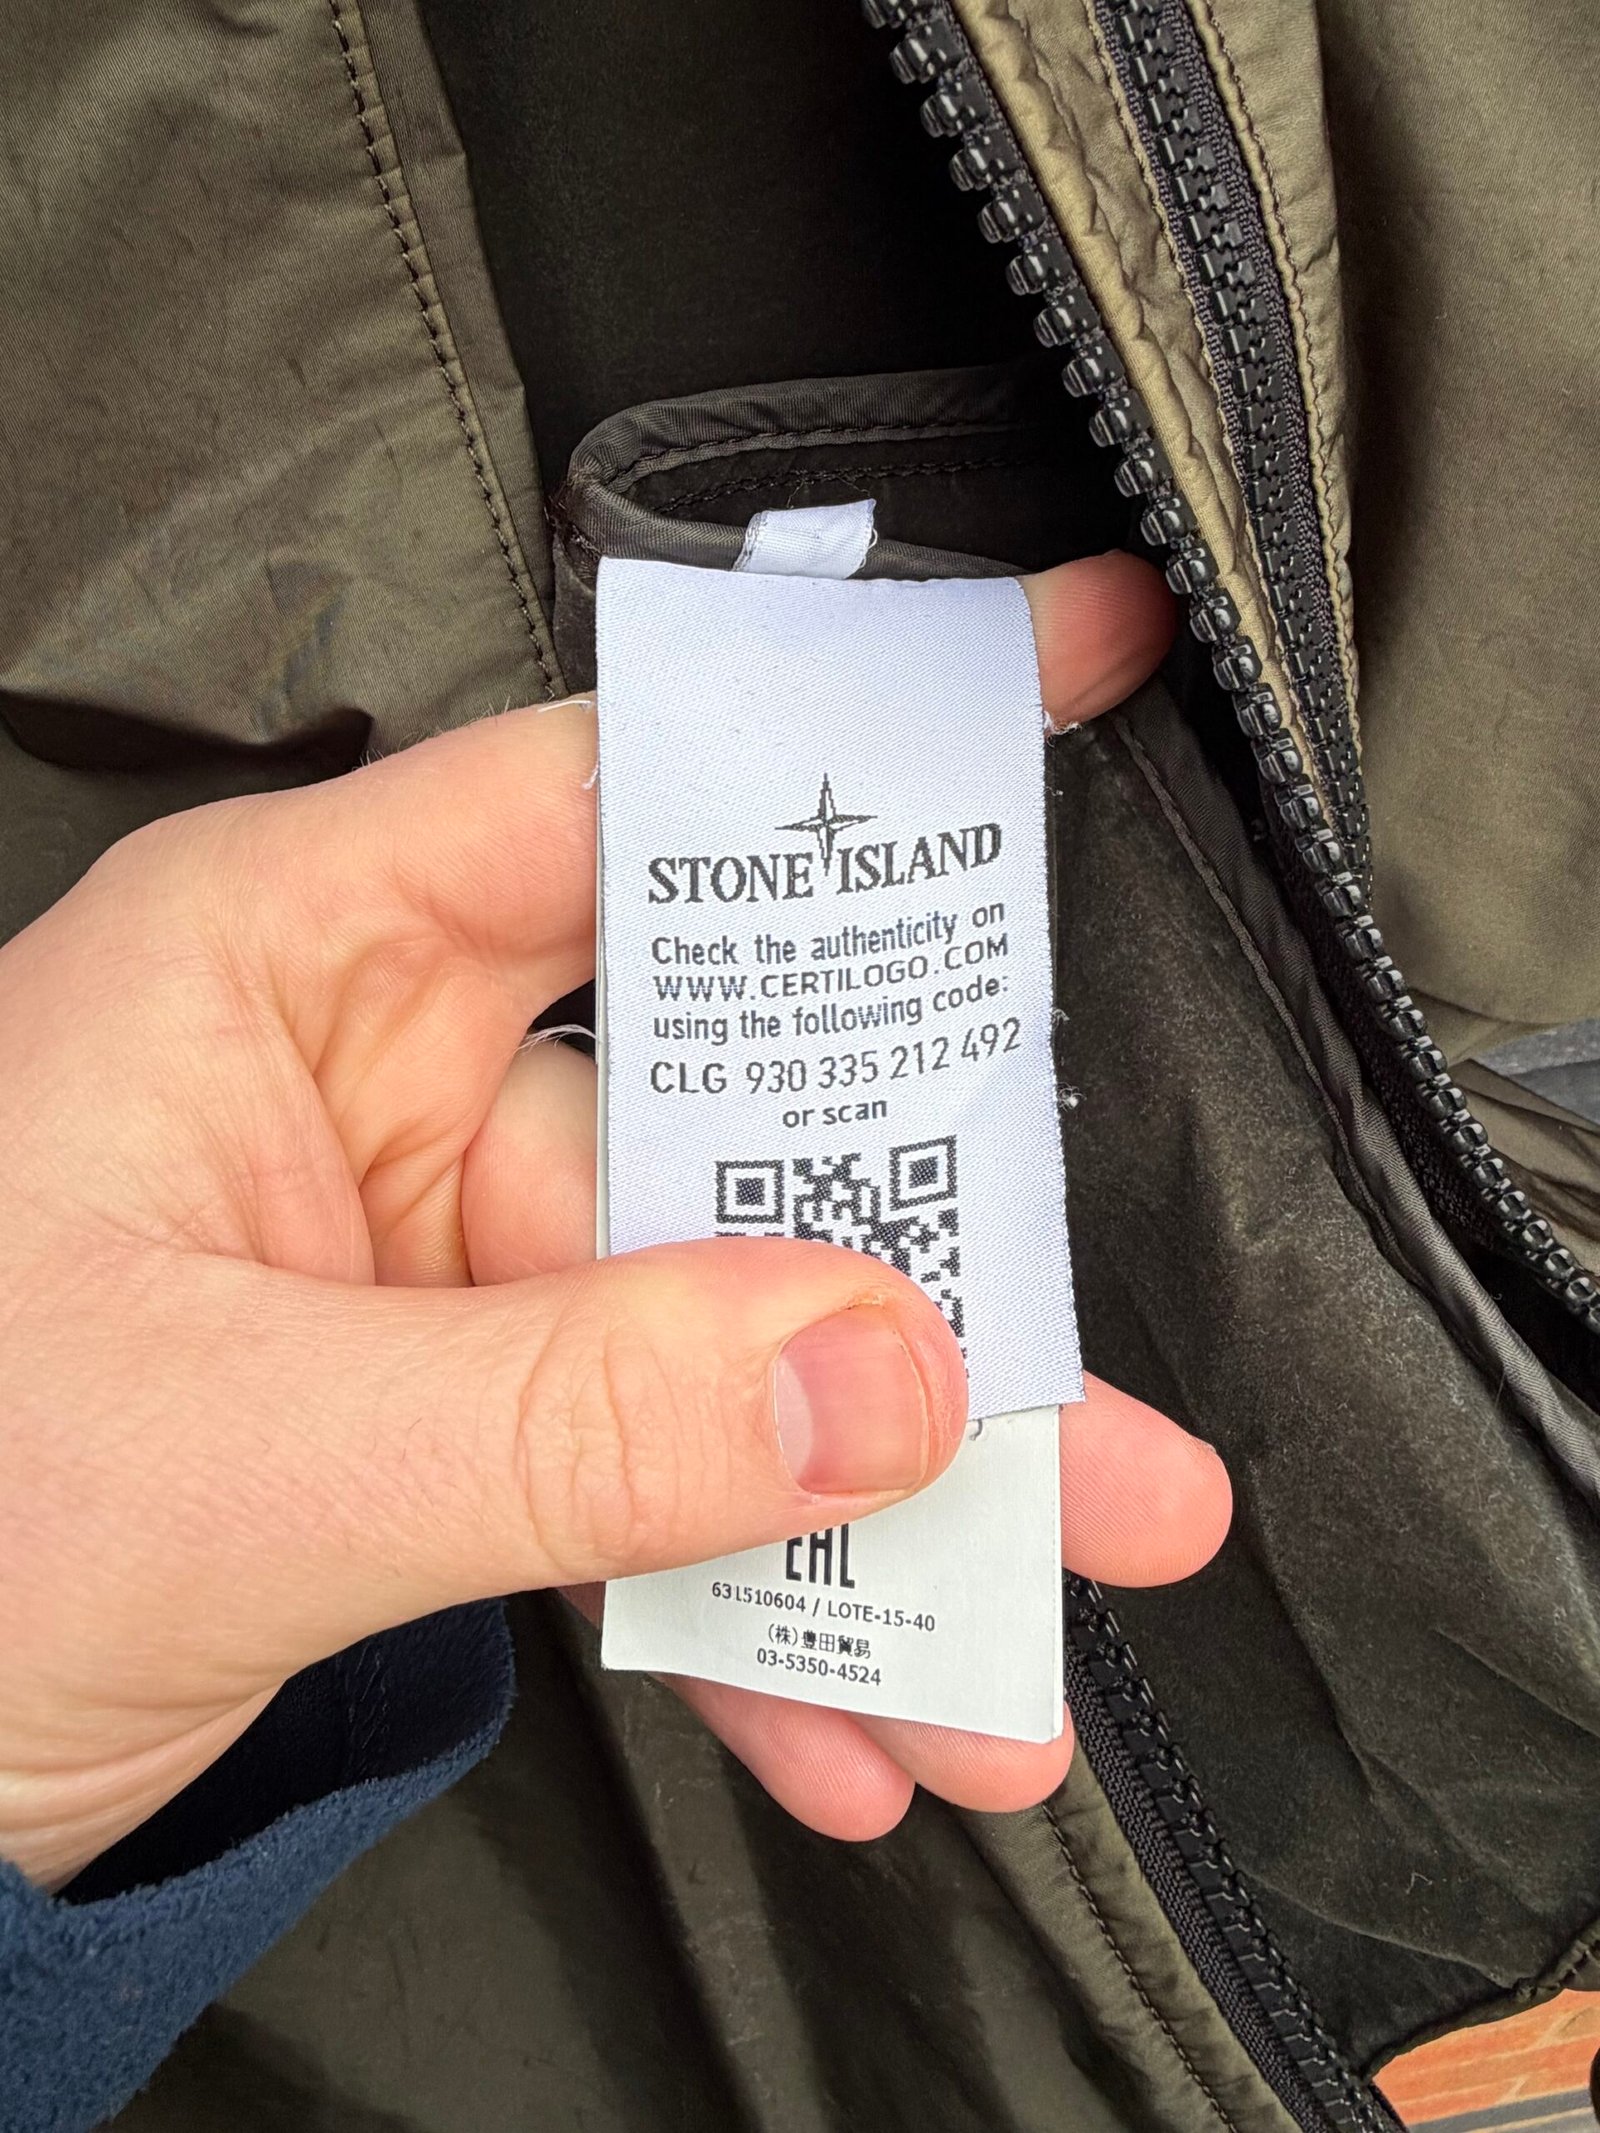 STONE ISLAND
Check the authenticity on
WWW.CERTILOGO.COM
using the following code:
CLG 930 335 212 492
or scan
EAC
631510604 / LOTE-15-40
(株)豊田貿易
03-5350-4524